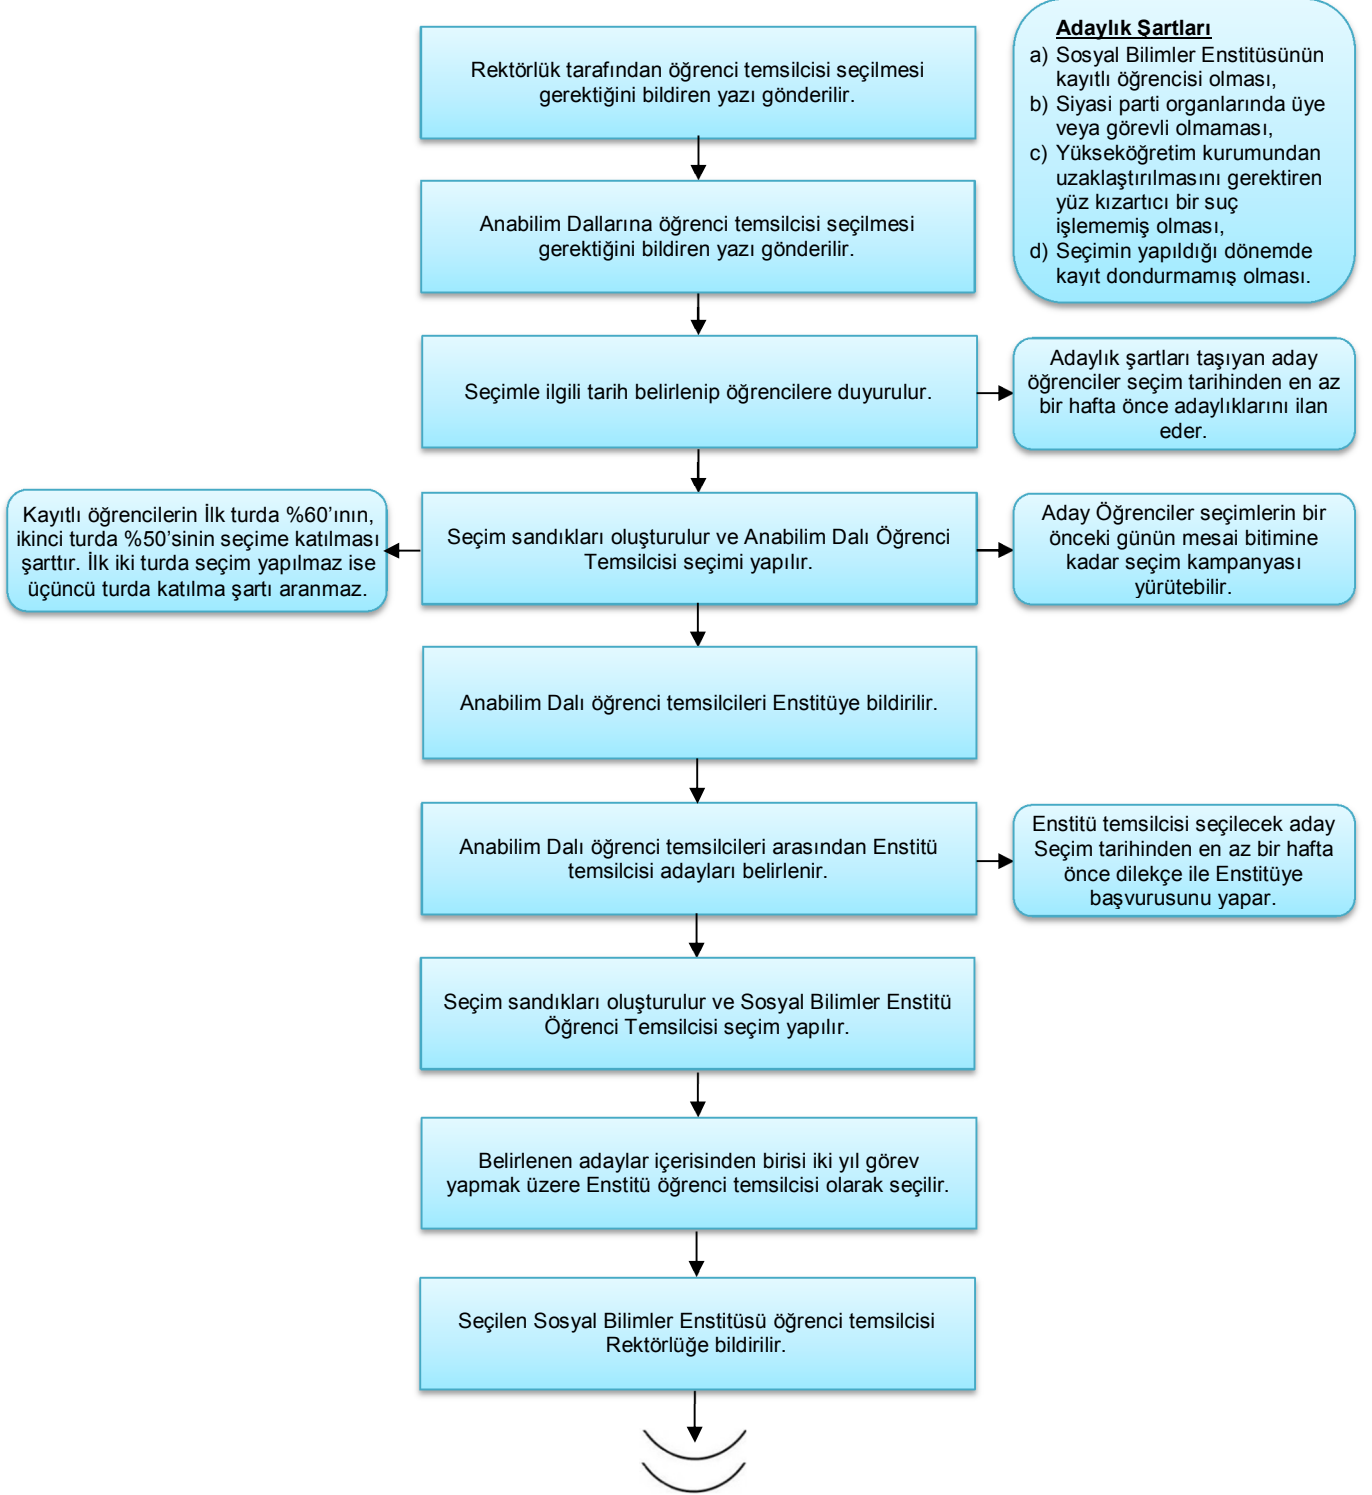 Rektörlük tarafından öğrenci temsilcisi seçilmesi
gerektiğini bildiren yazı gönderilir.
Adaylık Şartları
a) Sosyal Bilimler Enstitüsünün
kayıtlı öğrencisi olması,
b) Siyasi parti organlarında üye
veya görevli olmaması,
c) Yükseköğretim kurumundan
uzaklaştırılmasını gerektiren
yüz kızartıcı bir suç
işlememiş olması,
d) Seçimin yapıldığı dönemde
kayıt dondurmamış olması.
Anabilim Dallarına öğrenci temsilcisi seçilmesi
gerektiğini bildiren yazı gönderilir.
Seçimle ilgili tarih belirlenip öğrencilere duyurulur.
Adaylık şartları taşıyan aday
öğrenciler seçim tarihinden en az
bir hafta önce adaylıklarını ilan
eder.
Kayıtlı öğrencilerin İlk turda %60’ının,
ikinci turda %50’sinin seçime katılması
şarttır. İlk iki turda seçim yapılmaz ise
üçüncü turda katılma şartı aranmaz.
Seçim sandıkları oluşturulur ve Anabilim Dalı Öğrenci
Temsilcisi seçimi yapılır.
Aday Öğrenciler seçimlerin bir
önceki günün mesai bitimine
kadar seçim kampanyası
yürütebilir.
Anabilim Dalı öğrenci temsilcileri Enstitüye bildirilir.
Anabilim Dalı öğrenci temsilcileri arasından Enstitü
temsilcisi adayları belirlenir.
Enstitü temsilcisi seçilecek aday
Seçim tarihinden en az bir hafta
önce dilekçe ile Enstitüye
başvurusunu yapar.
Seçim sandıkları oluşturulur ve Sosyal Bilimler Enstitü
Öğrenci Temsilcisi seçim yapılır.
Belirlenen adaylar içerisinden birisi iki yıl görev
yapmak üzere Enstitü öğrenci temsilcisi olarak seçilir.
Seçilen Sosyal Bilimler Enstitüsü öğrenci temsilcisi
Rektörlüğe bildirilir.